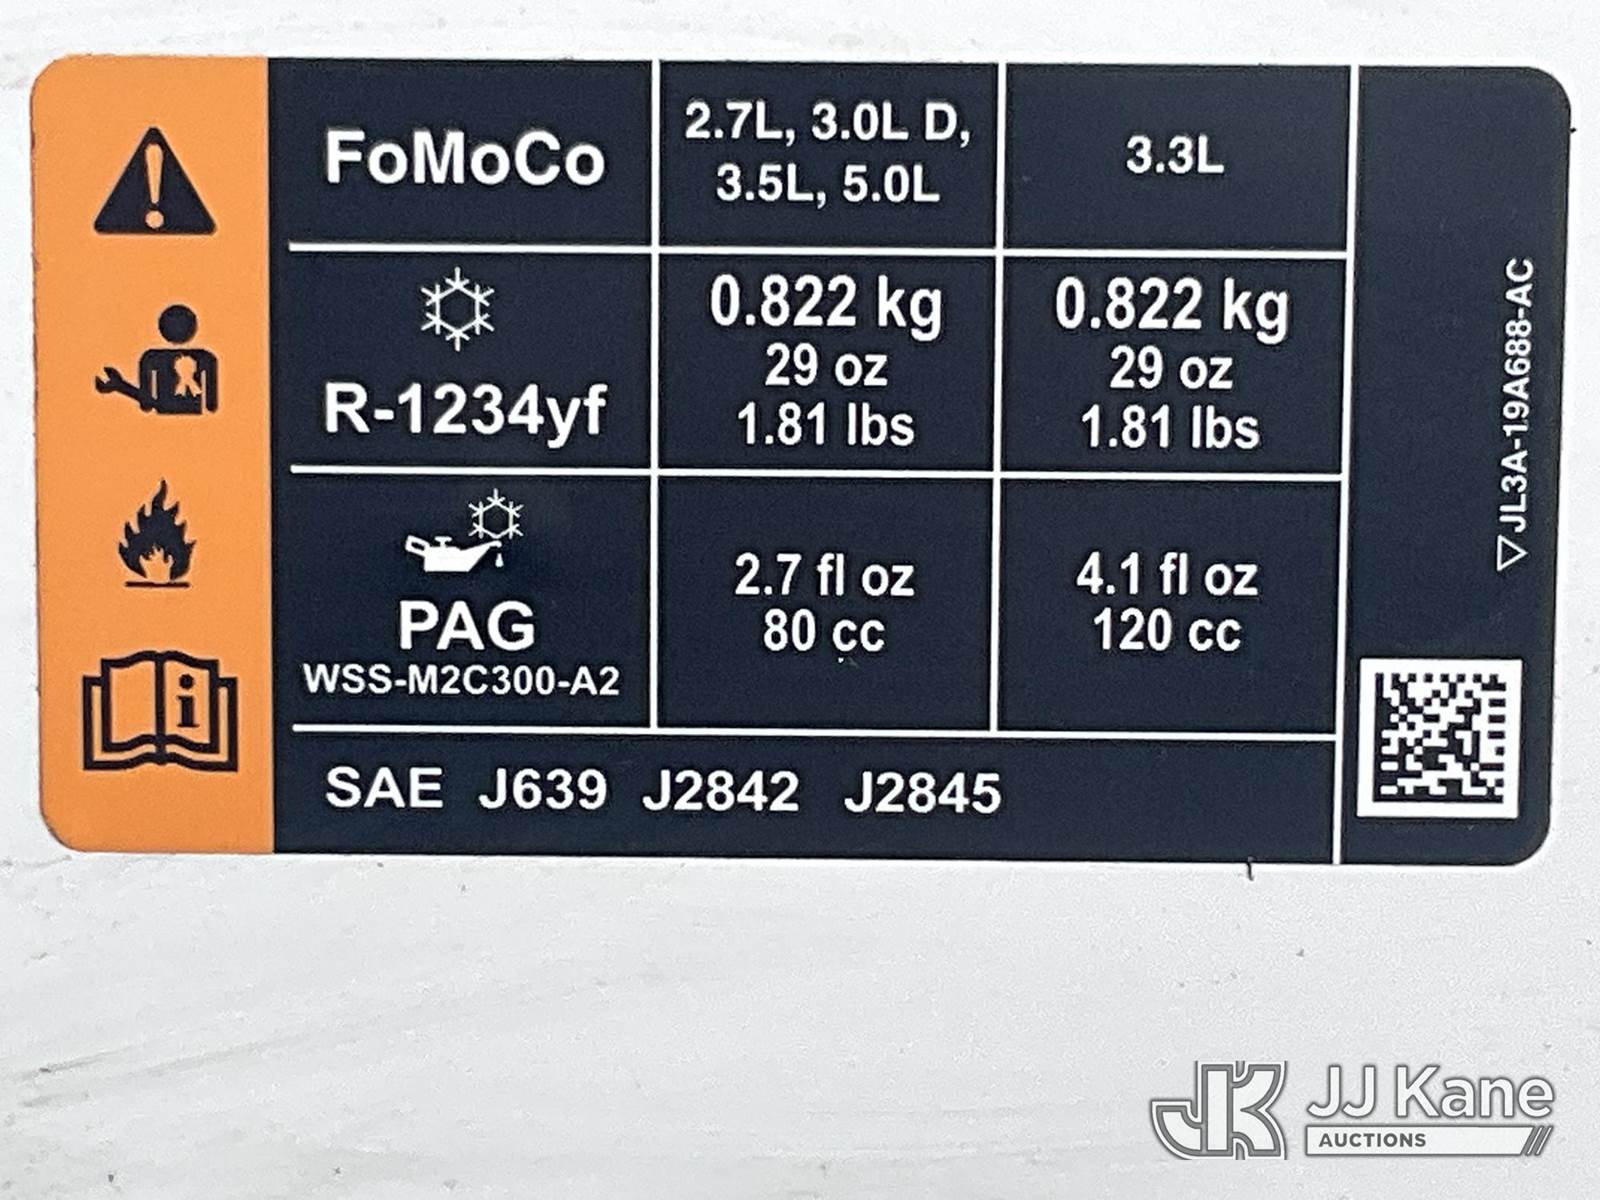 FoMoCo
2.7L, 3.0L D,
3.5L, 5.0L
3.3L
R-1234yf
0.822 kg
29 oz
1.81 lbs
0.822 kg
29 oz
1.81 lbs
PAG
WSS-M2C300-A2
2.7 fl oz
80 cc
4.1 fl oz
120 cc
SAE J639 J2842 J2845
JL3A-19A688-AC
JK JJ Kane
AUCTIONS